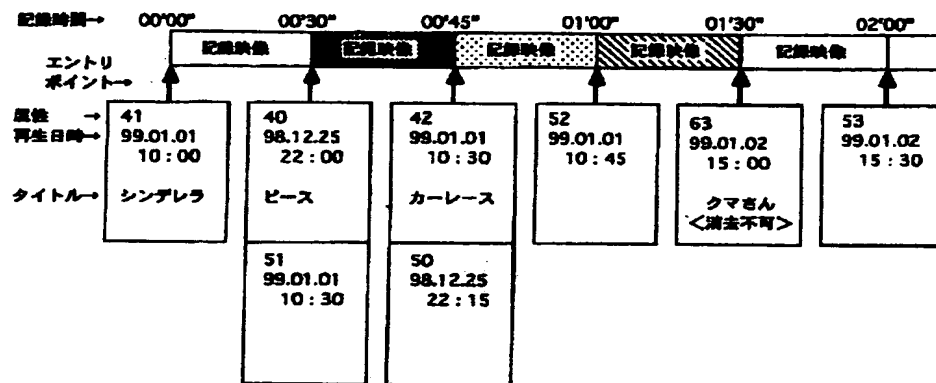 記録時間→ 00'00" 00'30" 00'45" 01'00" 01'30" 02'00"
記録映像 記録映像 記録映像 記録映像 記録映像
エントリ
ポイント→
属性 → 41 40 42 52 63 53
再生日時→ 99.01.01 98.12.25 99.01.01 99.01.01 99.01.02 99.01.02
10:00 22:00 10:30 10:45 15:00 15:30
タイトル→ シンデレラ ピース カーレース クマさん
<消去不可>
51 50
99.01.01 98.12.25
10:30 22:15